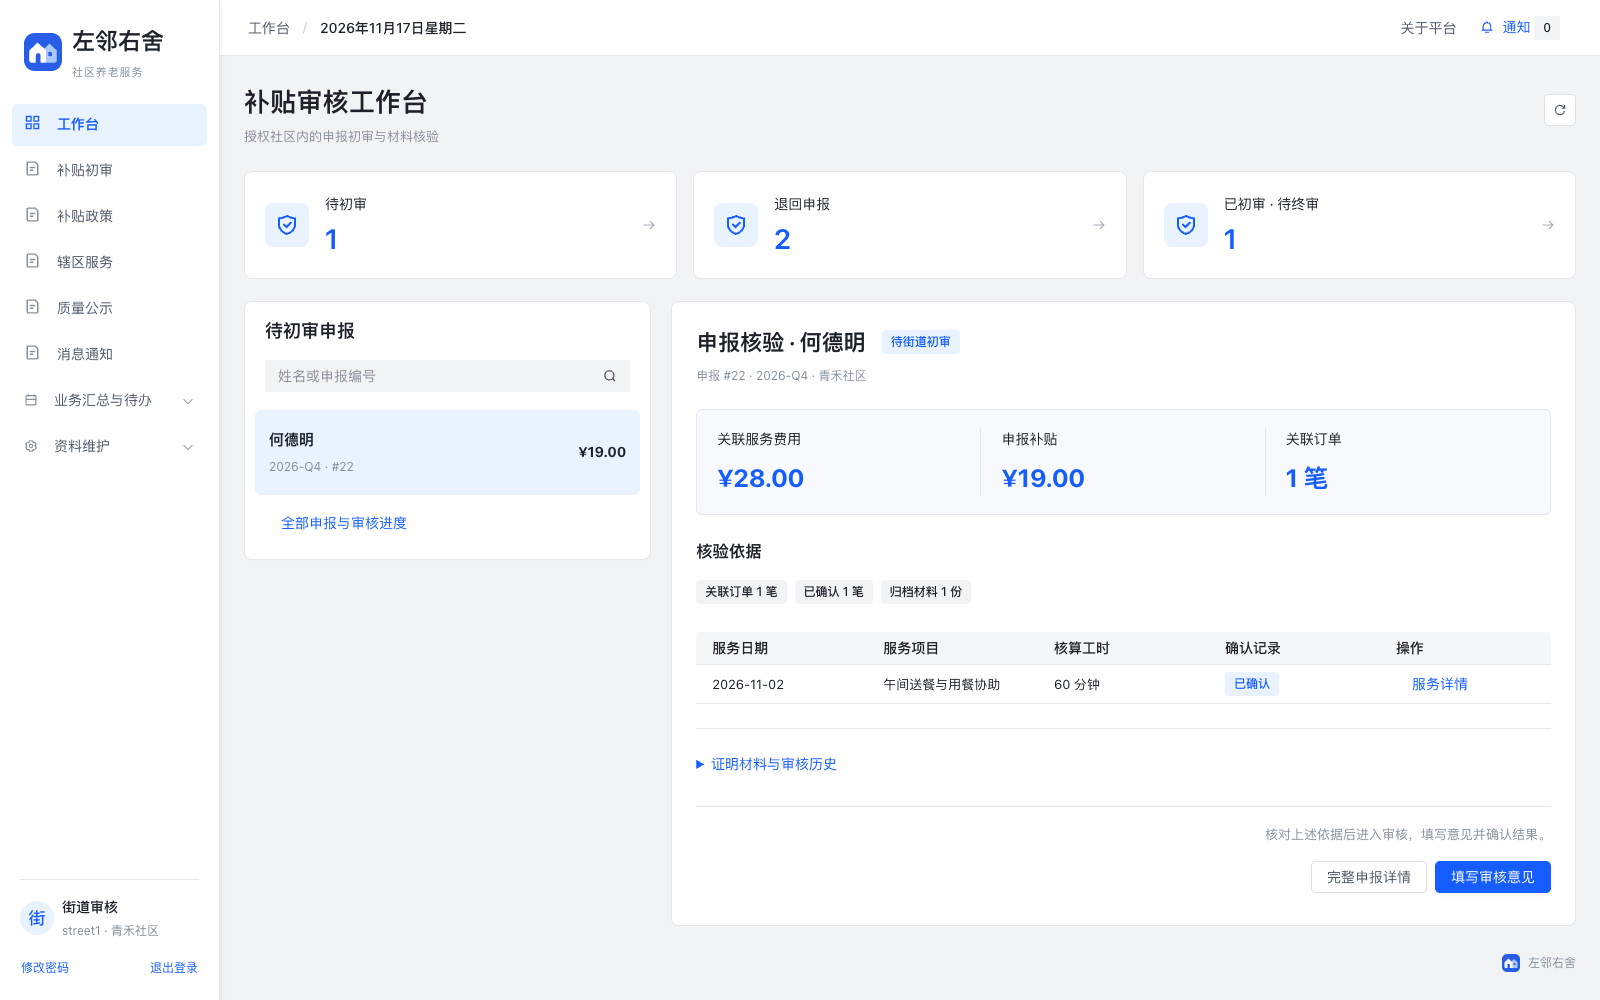 左邻右舍
社区养老服务
工作台
补贴初审
补贴政策
辖区服务
质量公示
消息通知
业务汇总与待办
资料维护
街
街道审核
street1 · 青禾社区
修改密码 退出登录
工作台 / 2026年11月17日星期二
关于平台 通知 0
补贴审核工作台
授权社区内的申报初审与材料核验
待初审
1
退回申报
2
已初审 · 待终审
1
待初审申报
姓名或申报编号
何德明
2026-Q4 · #22
¥19.00
全部申报与审核进度
申报核验 · 何德明 待街道初审
申报 #22 · 2026-Q4 · 青禾社区
关联服务费用
¥28.00
申报补贴
¥19.00
关联订单
1 笔
核验依据
关联订单 1 笔 已确认 1 笔 归档材料 1 份
服务日期 服务项目 核算工时 确认记录 操作
2026-11-02 午间送餐与用餐协助 60 分钟 已确认 服务详情
证明材料与审核历史
核对上述依据后进入审核，填写意见并确认结果。
完整申报详情 填写审核意见
左邻右舍